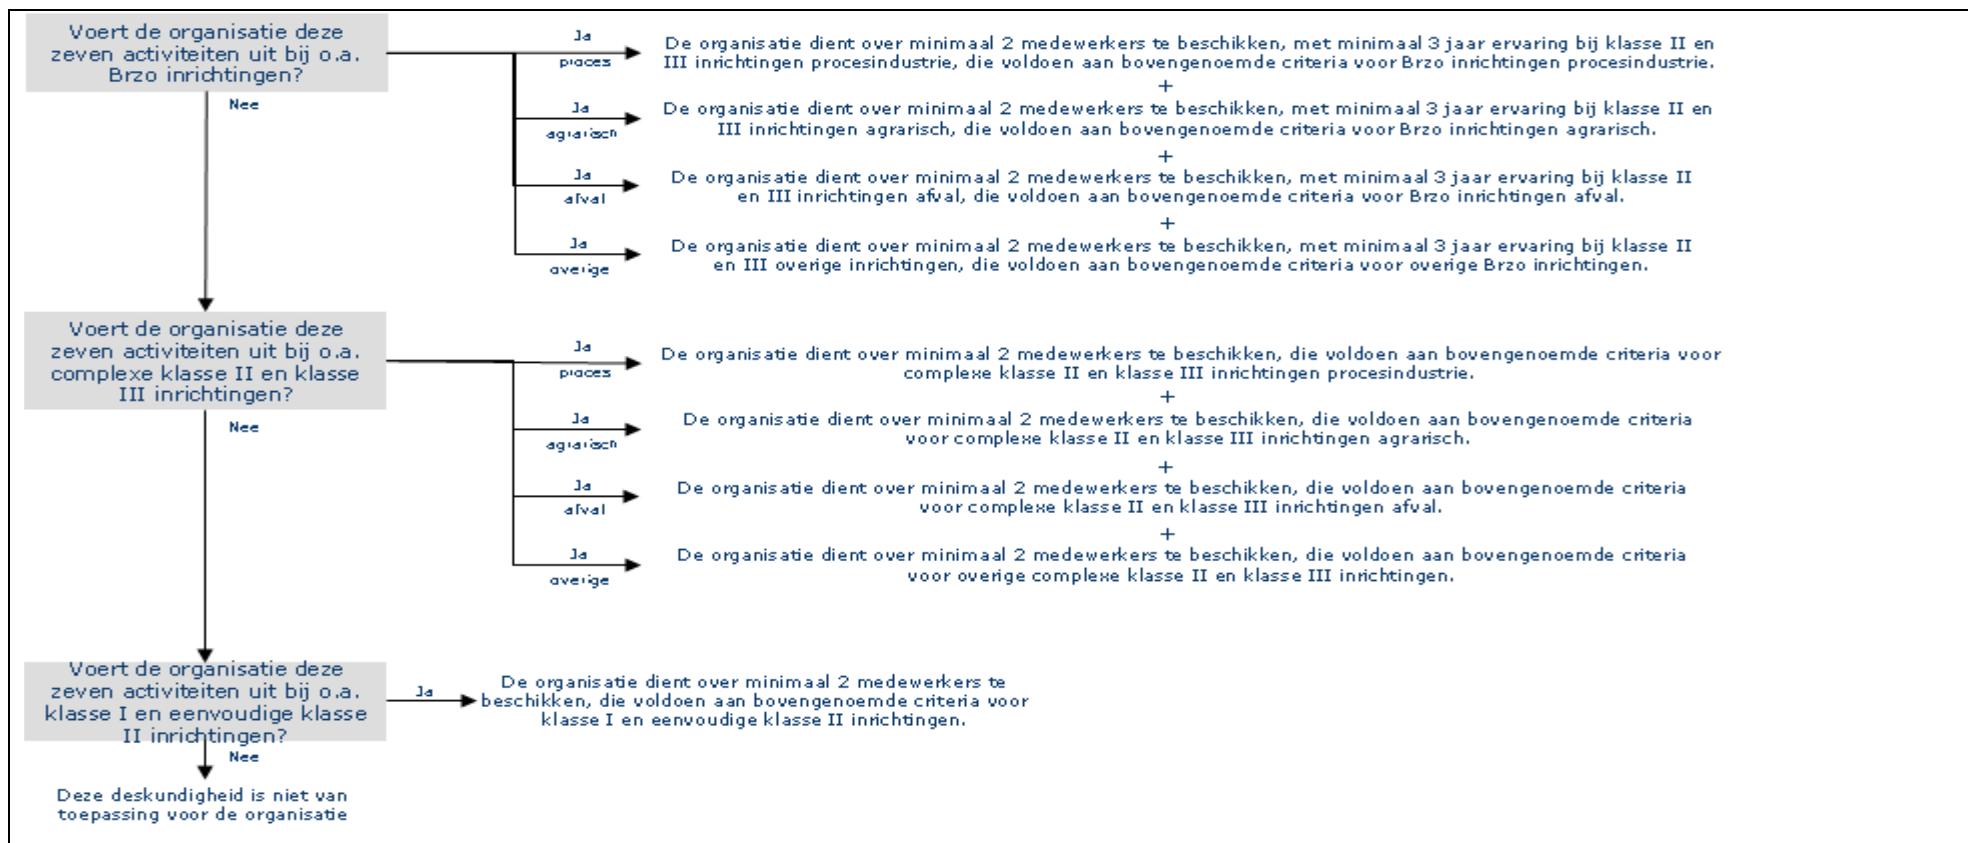 Voert de organisatie deze
zeven activiteiten uit bij o.a.
Brzo inrichtingen?
Nee
Ja
proces
De organisatie dient over minimaal 2 medewerkers te beschikken, met minimaal 3 jaar ervaring bij klasse II en
III inrichtingen procesindustrie, die voldoen aan bovengenoemde criteria voor Brzo inrichtingen procesindustrie.
+
Ja
agrarisch
De organisatie dient over minimaal 2 medewerkers te beschikken, met minimaal 3 jaar ervaring bij klasse II en
III inrichtingen agrarisch, die voldoen aan bovengenoemde criteria voor Brzo inrichtingen agrarisch.
+
Ja
afval
De organisatie dient over minimaal 2 medewerkers te beschikken, met minimaal 3 jaar ervaring bij klasse II
en III inrichtingen afval, die voldoen aan bovengenoemde criteria voor Brzo inrichtingen afval.
+
Ja
overige
De organisatie dient over minimaal 2 medewerkers te beschikken, met minimaal 3 jaar ervaring bij klasse II
en III overige inrichtingen, die voldoen aan bovengenoemde criteria voor overige Brzo inrichtingen.
Voert de organisatie deze
zeven activiteiten uit bij o.a.
complexe klasse II en klasse
III inrichtingen?
Nee
Ja
proces
De organisatie dient over minimaal 2 medewerkers te beschikken, die voldoen aan bovengenoemde criteria voor
complexe klasse II en klasse III inrichtingen procesindustrie.
+
Ja
agrarisch
De organisatie dient over minimaal 2 medewerkers te beschikken, die voldoen aan bovengenoemde criteria
voor complexe klasse II en klasse III inrichtingen agrarisch.
+
Ja
afval
De organisatie dient over minimaal 2 medewerkers te beschikken, die voldoen aan bovengenoemde criteria
voor complexe klasse II en klasse III inrichtingen afval.
+
Ja
overige
De organisatie dient over minimaal 2 medewerkers te beschikken, die voldoen aan bovengenoemde criteria
voor overige complexe klasse II en klasse III inrichtingen.
Voert de organisatie deze
zeven activiteiten uit bij o.a.
klasse I en eenvoudige klasse
II inrichtingen?
Ja
De organisatie dient over minimaal 2 medewerkers te
beschikken, die voldoen aan bovengenoemde criteria voor
klasse I en eenvoudige klasse II inrichtingen.
Nee
Deze deskundigheid is niet van
toepassing voor de organisatie